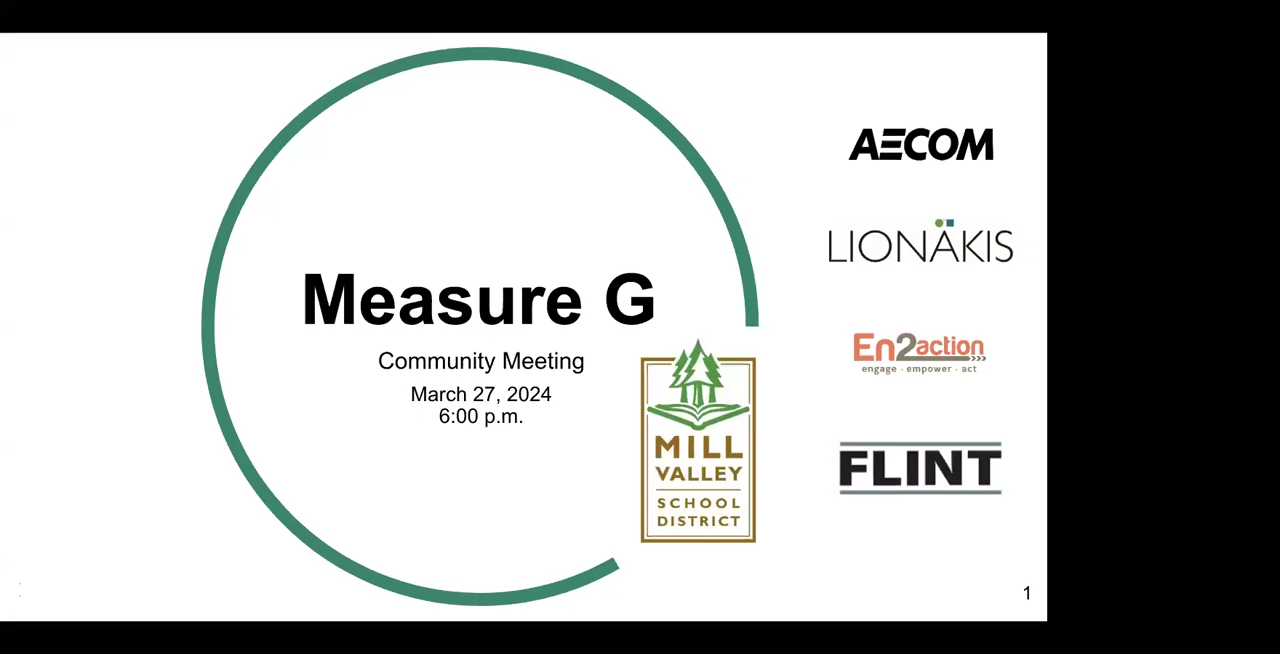 Measure G
Community Meeting
March 27, 2024
6:00 p.m.
MILL
VALLEY
SCHOOL
DISTRICT
AECOM
LIONÄKIS
En2action
engage · empower · act
FLINT
1